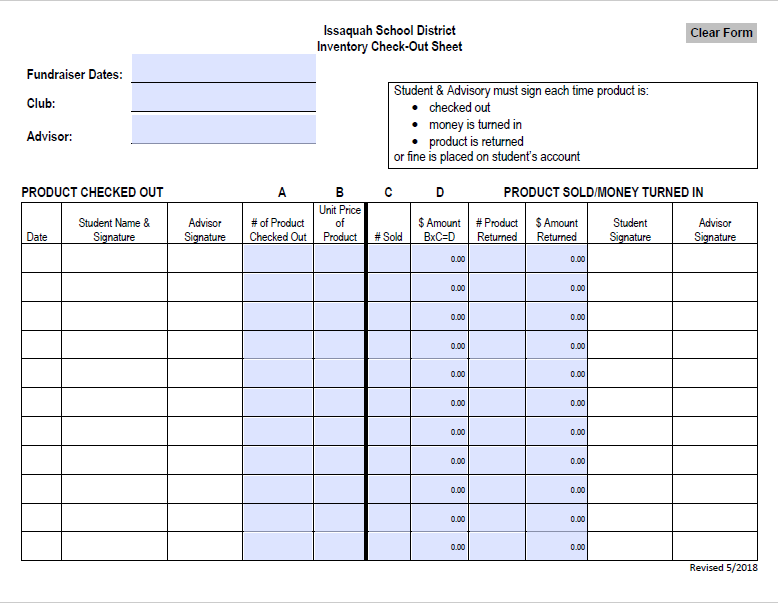 Issaquah School District
Inventory Check-Out Sheet
Clear Form
Fundraiser Dates:
Club:
Advisor:
Student & Advisory must sign each time product is:
• checked out
• money is turned in
• product is returned
or fine is placed on student's account
PRODUCT CHECKED OUT A B C D PRODUCT SOLD/MONEY TURNED IN
Date
Student Name &
Signature
Advisor
Signature
# of Product
Checked Out
Unit Price
of
Product
# Sold
$ Amount
BxC=D
# Product
Returned
$ Amount
Returned
Student
Signature
Advisor
Signature
0.00 0.00
0.00 0.00
0.00 0.00
0.00 0.00
0.00 0.00
0.00 0.00
0.00 0.00
0.00 0.00
0.00 0.00
0.00 0.00
0.00 0.00
Revised 5/2018